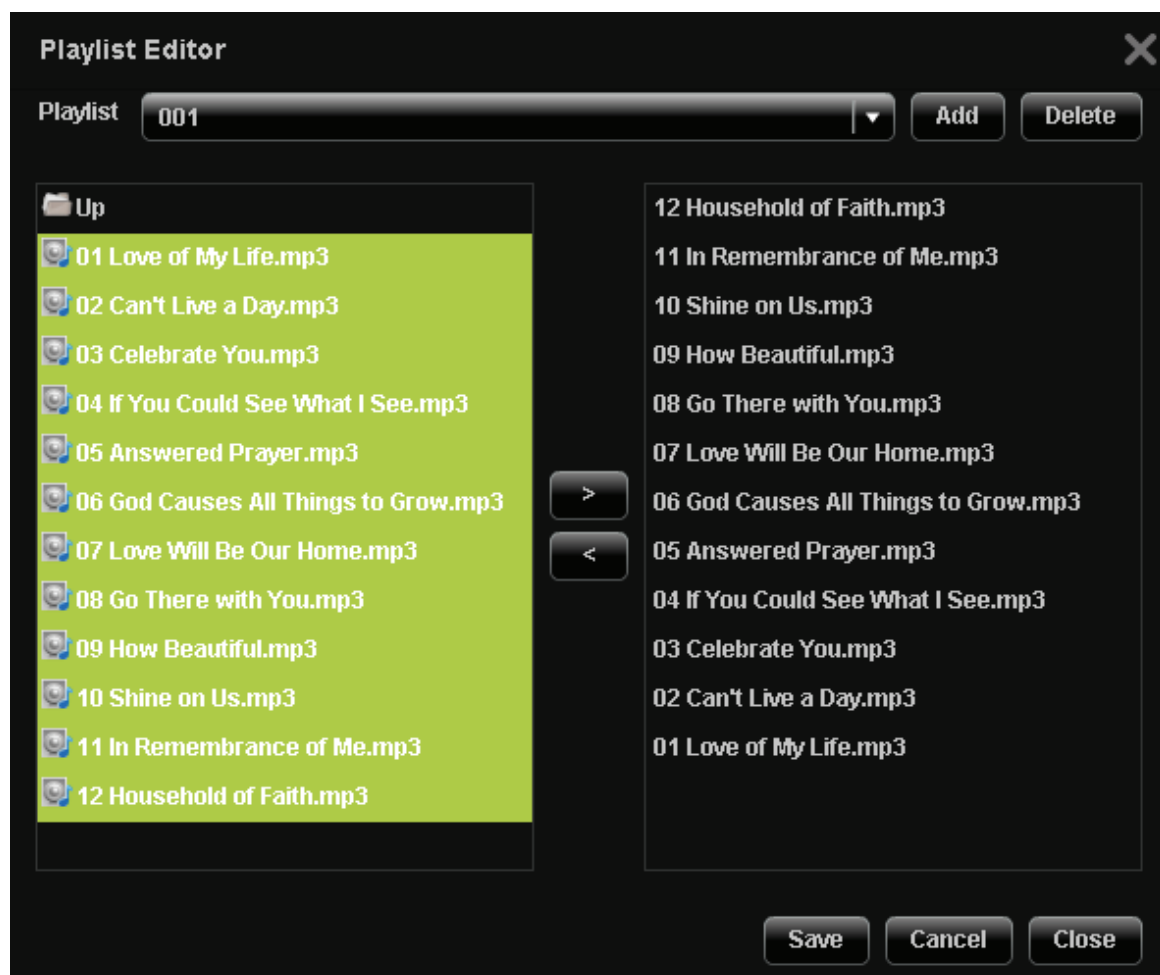 Playlist Editor
Playlist 001 Add Delete
Up
01 Love of My Life.mp3
02 Can't Live a Day.mp3
03 Celebrate You.mp3
04 If You Could See What I See.mp3
05 Answered Prayer.mp3
06 God Causes All Things to Grow.mp3
07 Love Will Be Our Home.mp3
08 Go There with You.mp3
09 How Beautiful.mp3
10 Shine on Us.mp3
11 In Remembrance of Me.mp3
12 Household of Faith.mp3
>
<
12 Household of Faith.mp3
11 In Remembrance of Me.mp3
10 Shine on Us.mp3
09 How Beautiful.mp3
08 Go There with You.mp3
07 Love Will Be Our Home.mp3
06 God Causes All Things to Grow.mp3
05 Answered Prayer.mp3
04 If You Could See What I See.mp3
03 Celebrate You.mp3
02 Can't Live a Day.mp3
01 Love of My Life.mp3
Save Cancel Close